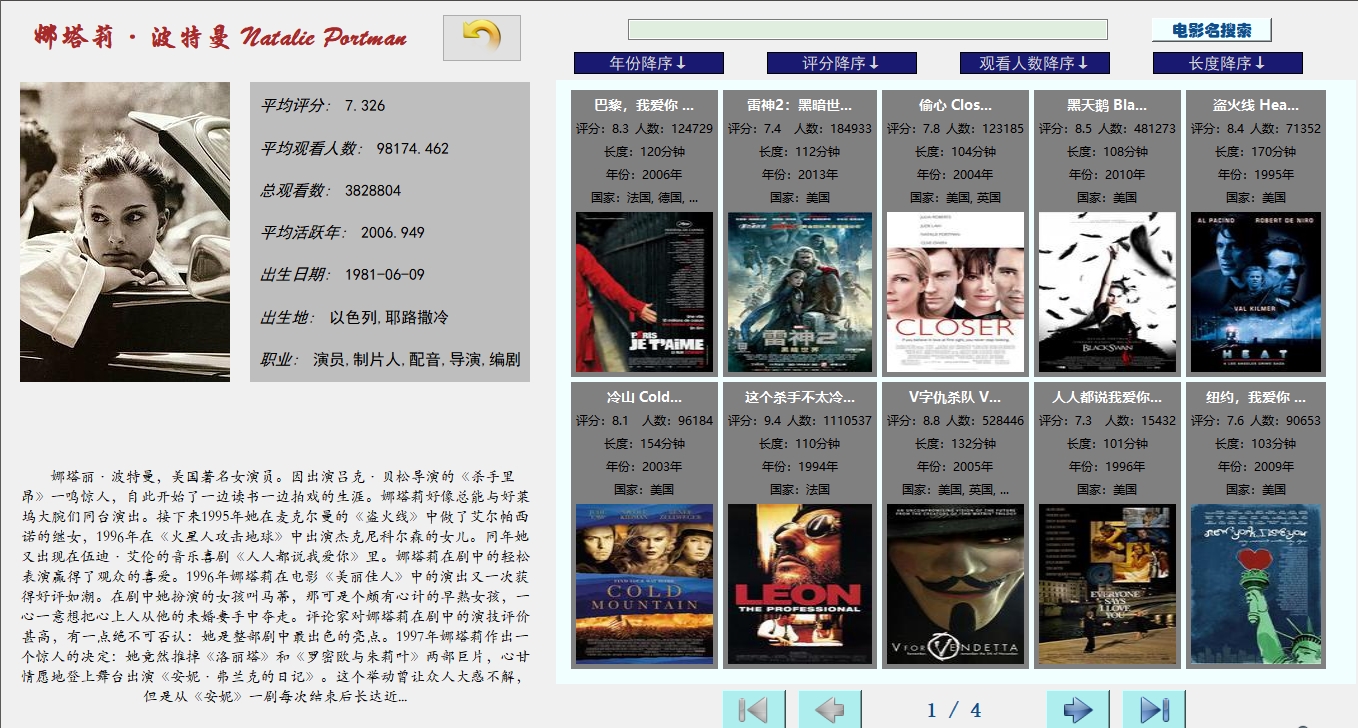 娜塔莉·波特曼 Natalie Portman
电影名搜索
年份降序↓
评分降序↓
观看人数降序↓
长度降序↓
平均评分： 7.326
平均观看人数： 98174.462
总观看数： 3828804
平均活跃年： 2006.949
出生日期： 1981-06-09
出生地： 以色列,耶路撒冷
职业： 演员,制片人,配音,导演,编剧
娜塔丽·波特曼，美国著名女演员。因出演吕克·贝松导演的《杀手里
昂》一鸣惊人，自此开始了一边读书一边拍戏的生涯。娜塔莉好像总能与好莱
坞大腕们同台演出。接下来1995年她在麦克尔曼的《盗火线》中做了艾尔帕西
诺的继女，1996年在《火星人攻击地球》中出演杰克尼科尔森的女儿。同年她
又出现在伍迪·艾伦的音乐喜剧《人人都说我爱你》里。娜塔莉在剧中的轻松
表演赢得了观众的喜爱。1996年娜塔莉在电影《美丽佳人》中的演出又一次获
得好评如潮。在剧中她扮演的女孩叫马蒂，那可是个颇有心计的早熟女孩，一
心一意想把心上人从他的未婚妻手中夺走。评论家对娜塔莉在剧中的演技评价
甚高，有一点绝不可否认：她是整部剧中最出色的亮点。1997年娜塔莉作出一
个惊人的决定：她竟然推掉《洛丽塔》和《罗密欧与朱莉叶》两部巨片，心甘
情愿地登上舞台出演《安妮·弗兰克的日记》。这个举动曾让众人大惑不解，
但是从《安妮》一剧每次结束后长达近...
巴黎，我爱你 ...
评分：8.3 人数：124729
长度：120分钟
年份：2006年
国家：法国, 德国, ...
PARIS
JE T'AIME
雷神2：黑暗世...
评分：7.4 人数：184933
长度：112分钟
年份：2013年
国家：美国
雷神2
黑暗世界
偷心 Clos...
评分：7.8 人数：123185
长度：104分钟
年份：2004年
国家：美国, 英国
JULIA ROBERTS
JUDE LAW
NATALIE PORTMAN
CLIVE OWEN
CLOSER
If you believe in love at first sight, you never stop looking.
黑天鹅 Bla...
评分：8.5 人数：481273
长度：108分钟
年份：2010年
国家：美国
BLACK SWAN
盗火线 Hea...
评分：8.4 人数：71352
长度：170分钟
年份：1995年
国家：美国
AL PACINO ROBERT DE NIRO
VAL KILMER
HEAT
A LOS ANGELES CRIME SAGA
冷山 Cold...
评分：8.1 人数：96184
长度：154分钟
年份：2003年
国家：美国
COLD
MOUNTAIN
这个杀手不太冷...
评分：9.4 人数：1110537
长度：110分钟
年份：1994年
国家：法国
LEON
THE PROFESSIONAL
V字仇杀队 V...
评分：8.8 人数：528446
长度：132分钟
年份：2005年
国家：美国, 英国, ...
AN UNCOMPROMISING VISION OF THE FUTURE
FROM THE CREATORS OF THE MATRIX TRILOGY
V FOR VENDETTA
人人都说我爱你...
评分：7.3 人数：15432
长度：101分钟
年份：1996年
国家：美国
EVERYONE
SAYS
I LOVE
YOU
纽约，我爱你 ...
评分：7.6 人数：90653
长度：103分钟
年份：2009年
国家：美国
new york, I love you
1 / 4